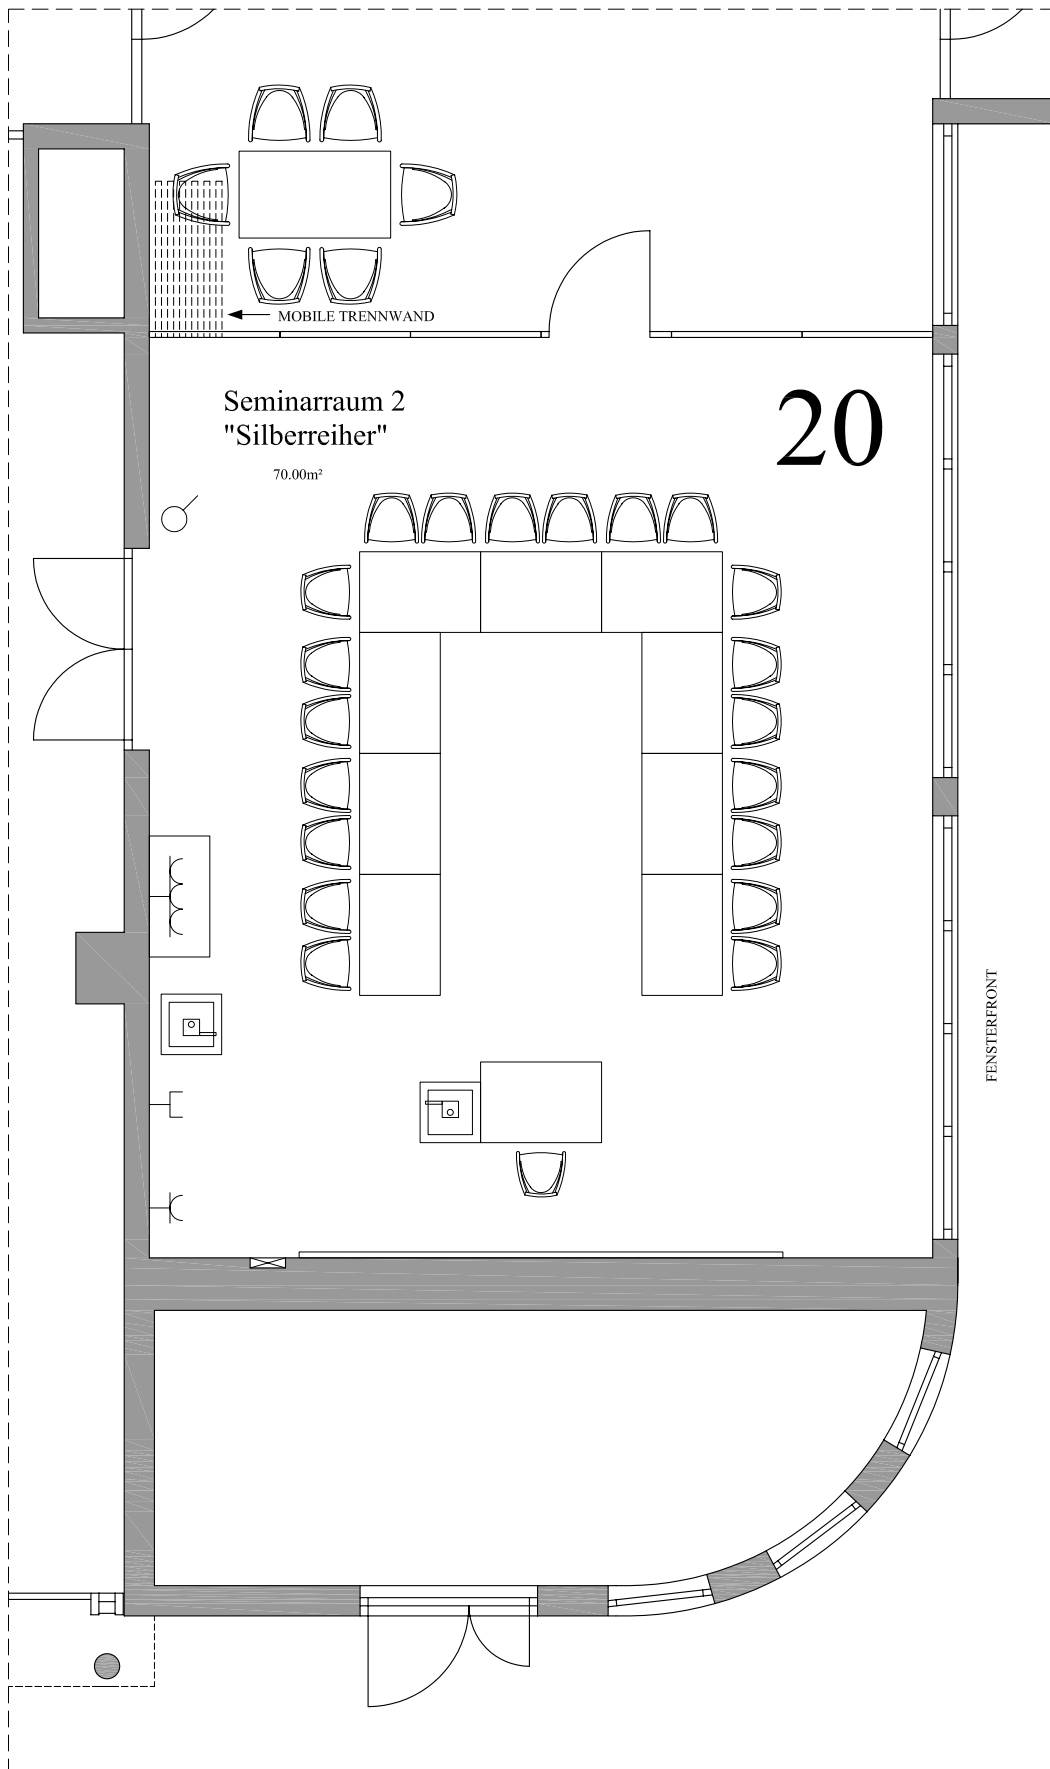 MOBILE TRENNWAND
Seminarraum 2
"Silberreiher"
70.00m²
20
FENSTERFRONT